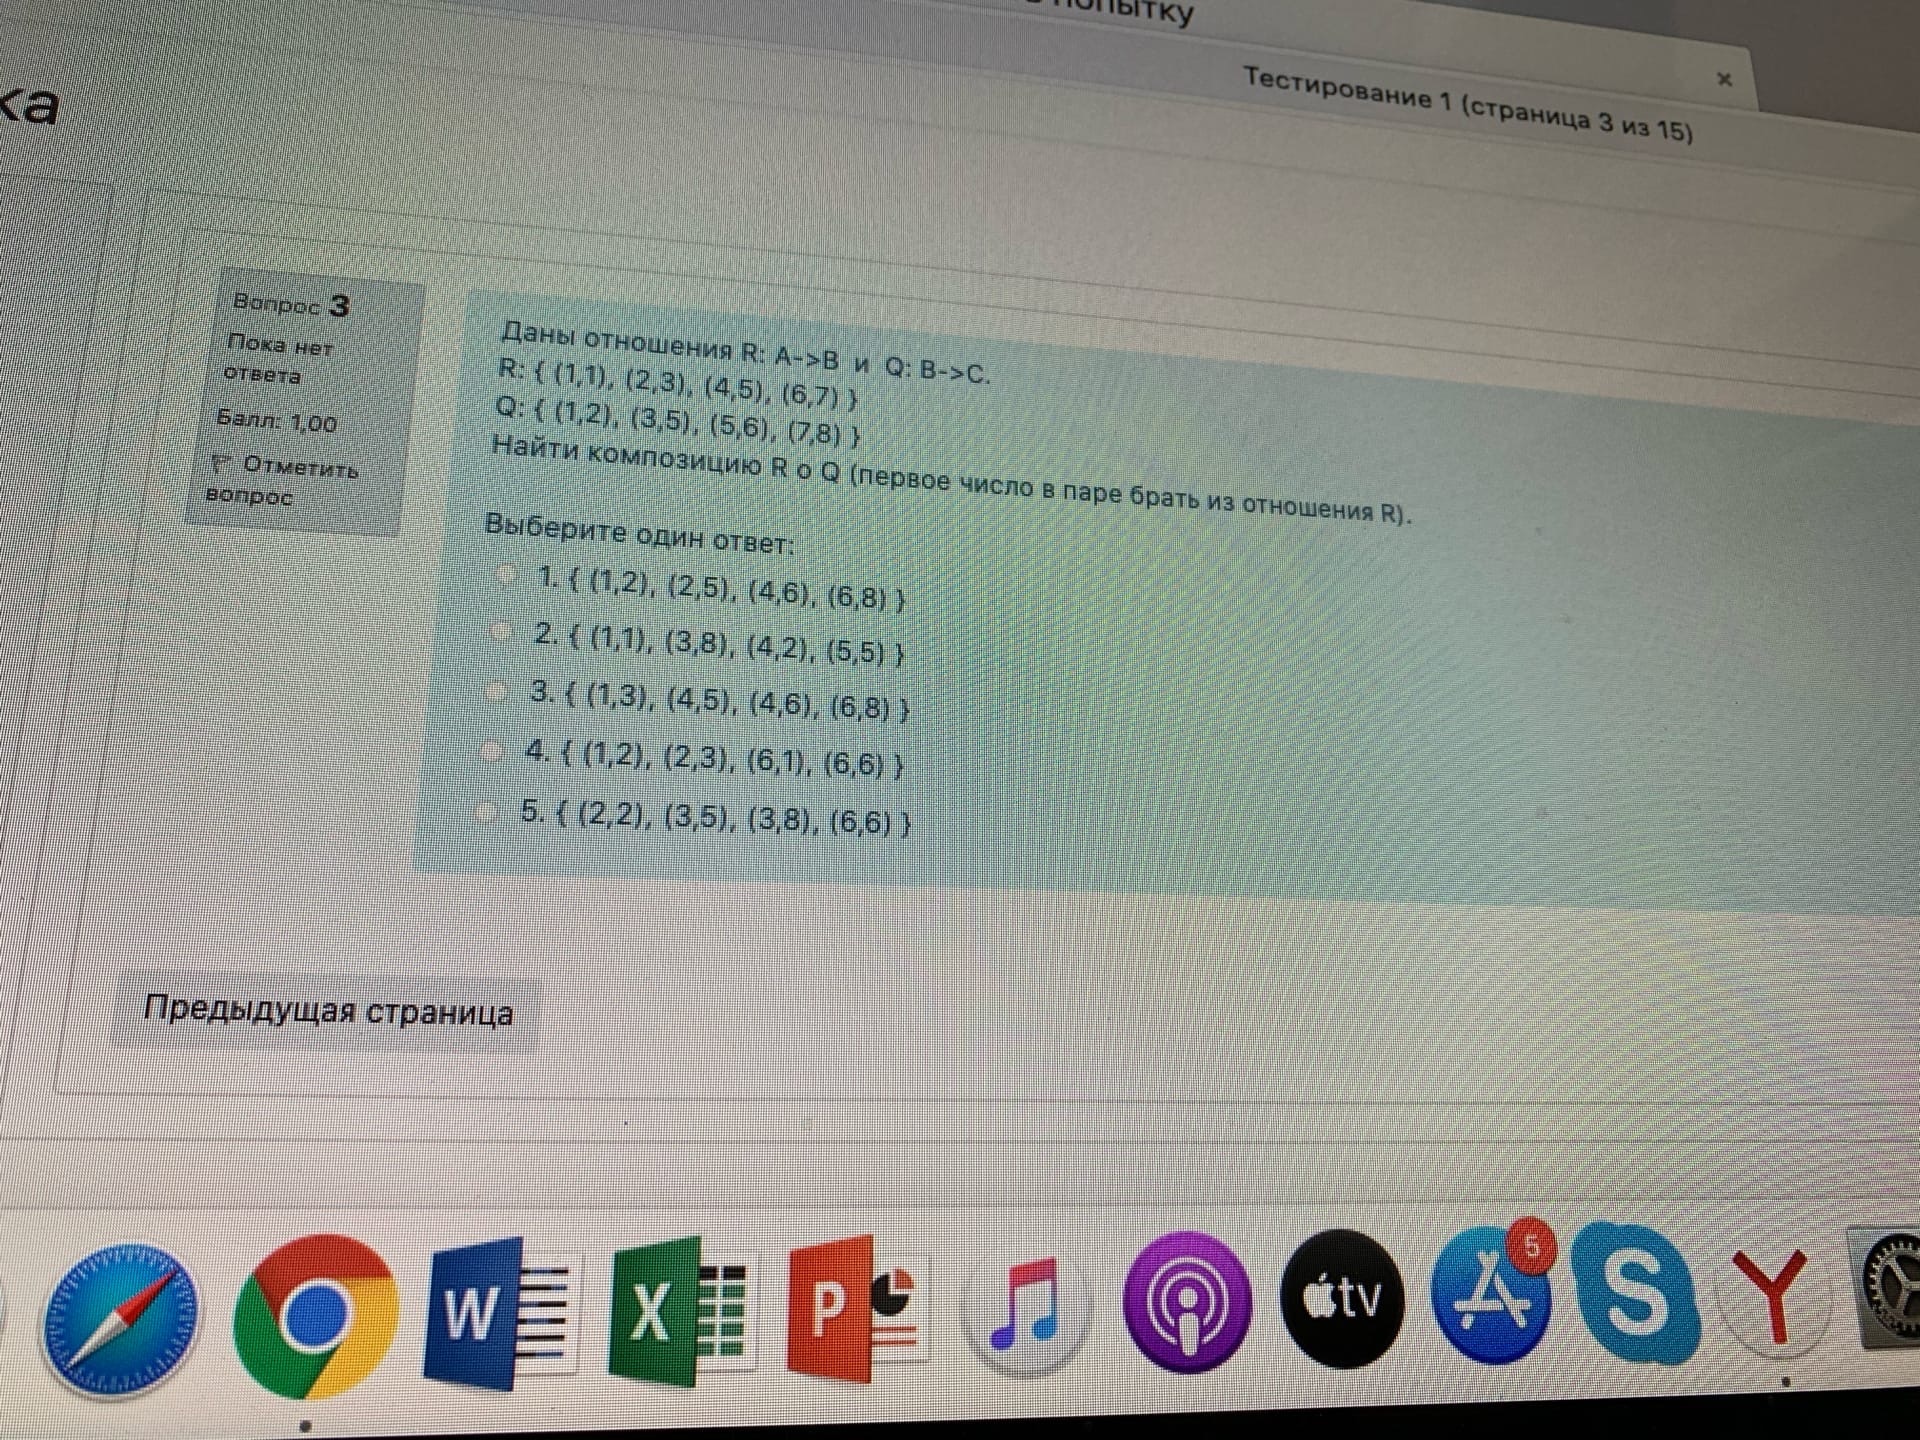 попытку
Тестирование 1 (страница 3 из 15)
ка
Вопрос 3
Пока нет
ответа
Балл: 1,00
Отметить
вопрос
Даны отношения R: A->B и Q: B->C.
R: { (1,1), (2,3), (4,5), (6,7) }
Q: { (1,2), (3,5), (5,6), (7,8) }
Найти композицию R o Q (первое число в паре брать из отношения R).
Выберите один ответ:
1. { (1,2), (2,5), (4,6), (6,8) }
2. { (1,1), (3,8), (4,2), (5,5) }
3. { (1,3), (4,5), (4,6), (6,8) }
4. { (1,2), (2,3), (6,1), (6,6) }
5. { (2,2), (3,5), (3,8), (6,6) }
Предыдущая страница
W
X
P
tv
5
S
Y